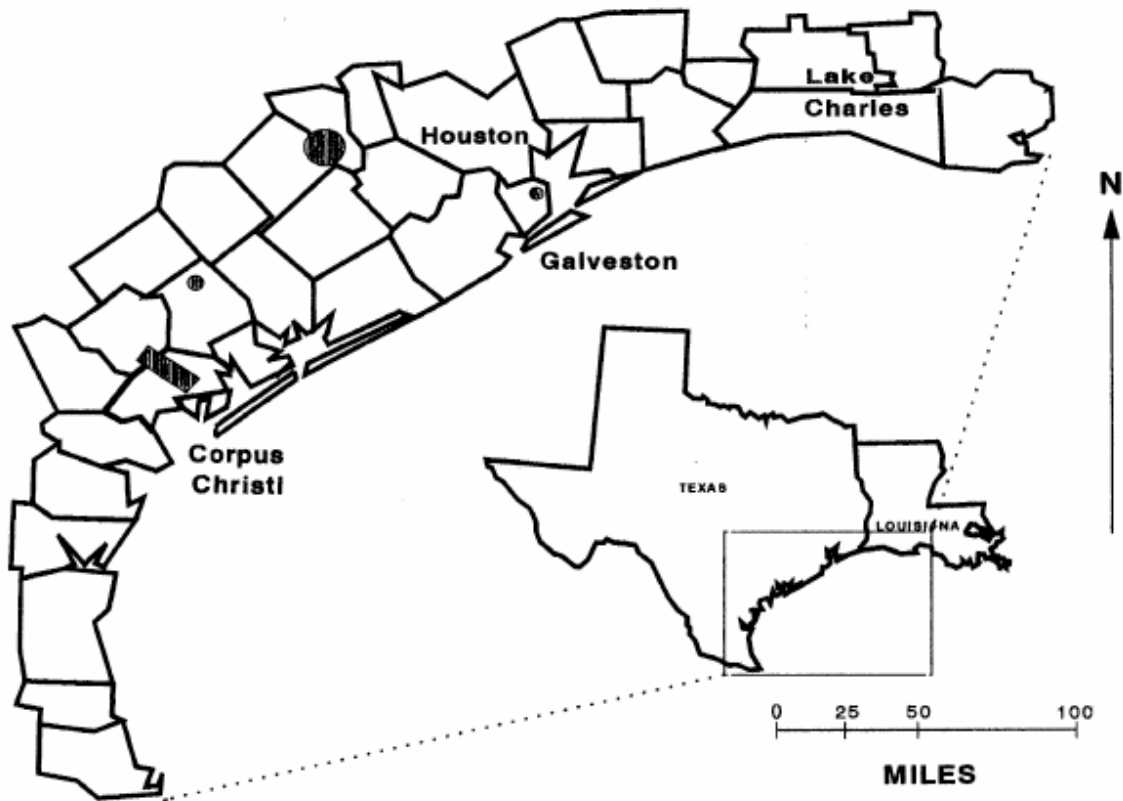 Lake
Charles
Houston
N
Galveston
Corpus
Christi
TEXAS
LOUISIANA
0 25 50 100
MILES